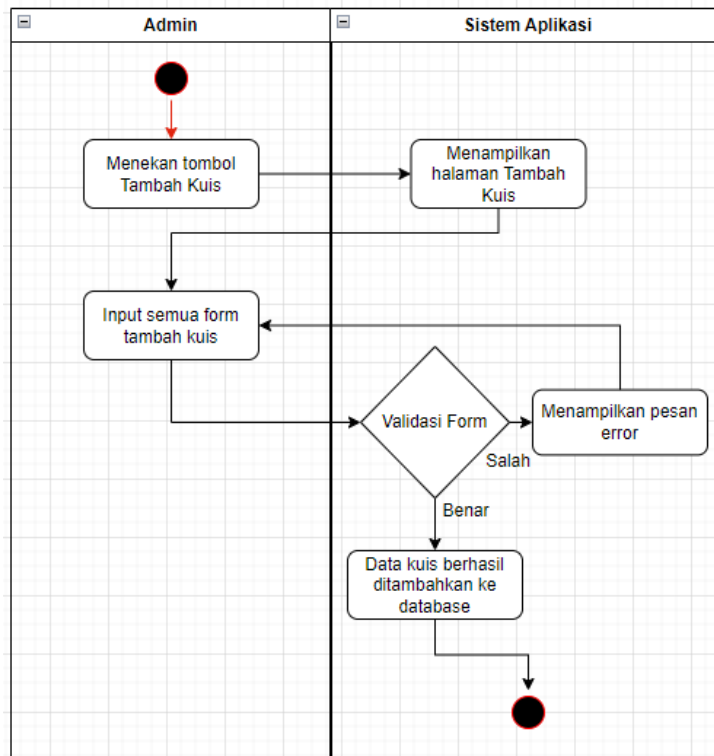 Admin
Sistem Aplikasi
Menekan tombol
Tambah Kuis
Menampilkan
halaman Tambah
Kuis
Input semua form
tambah kuis
Validasi Form
Salah
Menampilkan pesan
error
Benar
Data kuis berhasil
ditambahkan ke
database